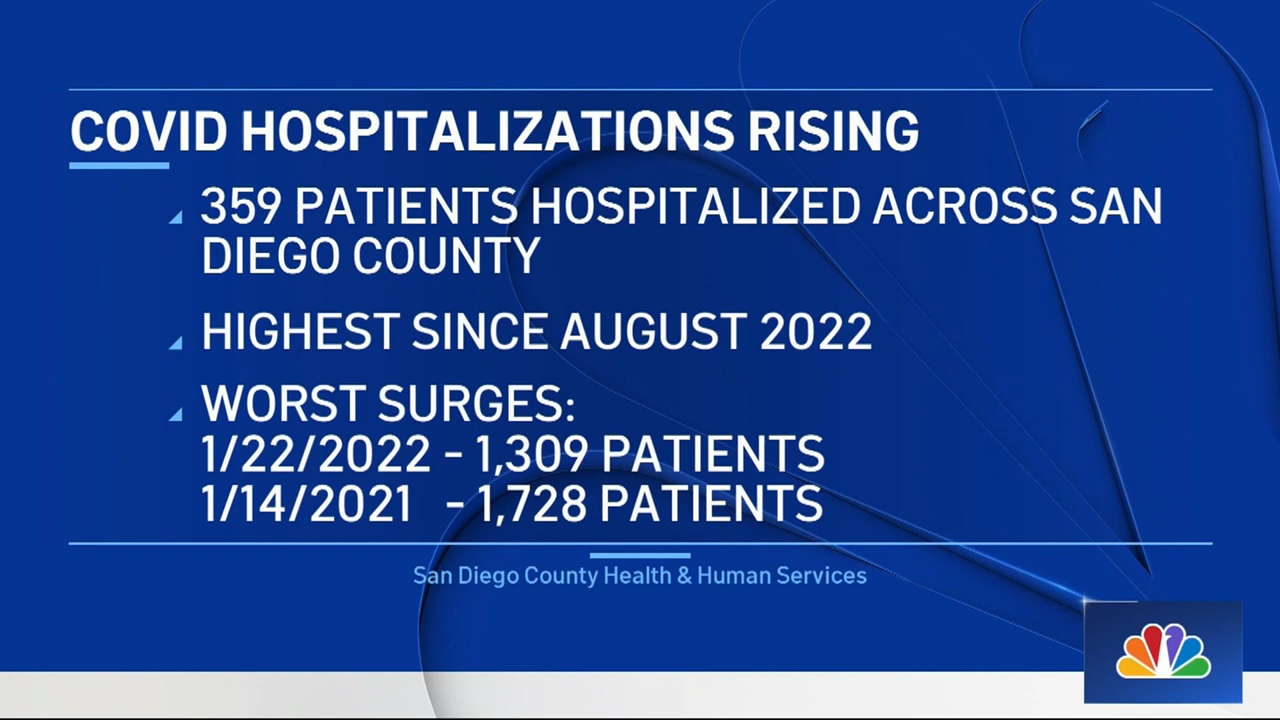 COVID HOSPITALIZATIONS RISING
359 PATIENTS HOSPITALIZED ACROSS SAN
DIEGO COUNTY
HIGHEST SINCE AUGUST 2022
WORST SURGES:
1/22/2022 - 1,309 PATIENTS
1/14/2021 - 1,728 PATIENTS
San Diego County Health & Human Services